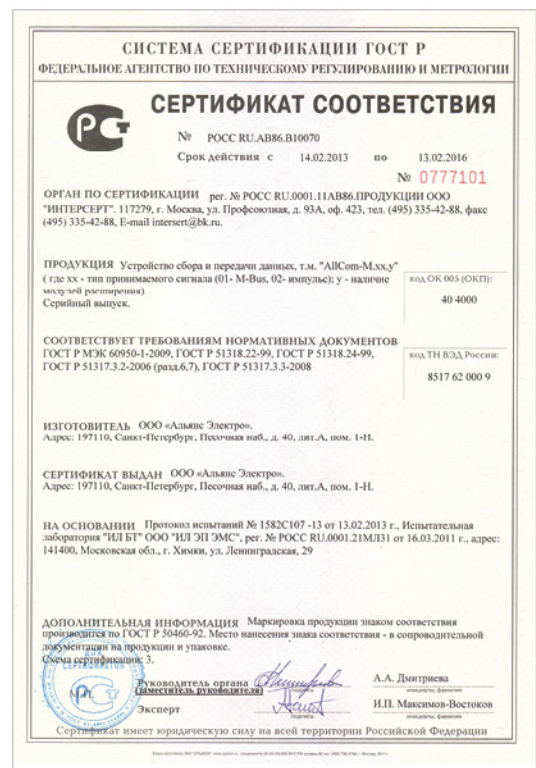 СИСТЕМА СЕРТИФИКАЦИИ ГОСТ Р
ФЕДЕРАЛЬНОЕ АГЕНТСТВО ПО ТЕХНИЧЕСКОМУ РЕГУЛИРОВАНИЮ И МЕТРОЛОГИИ
РСТ
СЕРТИФИКАТ СООТВЕТСТВИЯ
№ РОСС RU.АВ86.В10070
Срок действия с 14.02.2013 по 13.02.2016
№ 0777101
ОРГАН ПО СЕРТИФИКАЦИИ рег. № РОСС RU.0001.11АВ86.ПРОДУКЦИИ ООО
"ИНТЕРСЕРТ". 117279, г. Москва, ул. Профсоюзная, д. 93А, оф. 423, тел. (495) 335-42-88, факс
(495) 335-42-88, E-mail intersert@bk.ru.
ПРОДУКЦИЯ Устройство сбора и передачи данных, т.м. "AllCom-M.xx.y"
( где xx - тип принимаемого сигнала (01- M-Bus, 02- импульс); y - наличие
модулей расширения).
Серийный выпуск.
код ОК 005 (ОКП):
40 4000
СООТВЕТСТВУЕТ ТРЕБОВАНИЯМ НОРМАТИВНЫХ ДОКУМЕНТОВ
ГОСТ Р МЭК 60950-1-2009, ГОСТ Р 51318.22-99, ГОСТ Р 51318.24-99,
ГОСТ Р 51317.3.2-2006 (разд.6,7), ГОСТ Р 51317.3.3-2008
код ТН ВЭД России:
8517 62 000 9
ИЗГОТОВИТЕЛЬ ООО «Альянс Электро».
Адрес: 197110, Санкт-Петербург, Песочная наб., д. 40, лит.А, пом. 1-Н.
СЕРТИФИКАТ ВЫДАН ООО «Альянс Электро».
Адрес: 197110, Санкт-Петербург, Песочная наб., д. 40, лит.А, пом. 1-Н.
НА ОСНОВАНИИ Протокол испытаний № 1582С107 -13 от 13.02.2013 г., Испытательная
лаборатория "ИЛ БТ" ООО "ИЛ ЭП ЭМС", рег. № РОСС RU.0001.21МЛ31 от 16.03.2011 г., адрес:
141400, Московская обл., г. Химки, ул. Ленинградская, 29
ДОПОЛНИТЕЛЬНАЯ ИНФОРМАЦИЯ Маркировка продукции знаком соответствия
производится по ГОСТ Р 50460-92. Место нанесения знака соответствия - в сопроводительной
документации на продукции и упаковке.
Схема сертификации: 3.
Руководитель органа
(заместитель руководителя)
подпись
А.А. Дмитриева
инициалы, фамилия
М.П.
Эксперт
подпись
И.П. Максимов-Востоков
инициалы, фамилия
Сертификат имеет юридическую силу на всей территории Российской Федерации